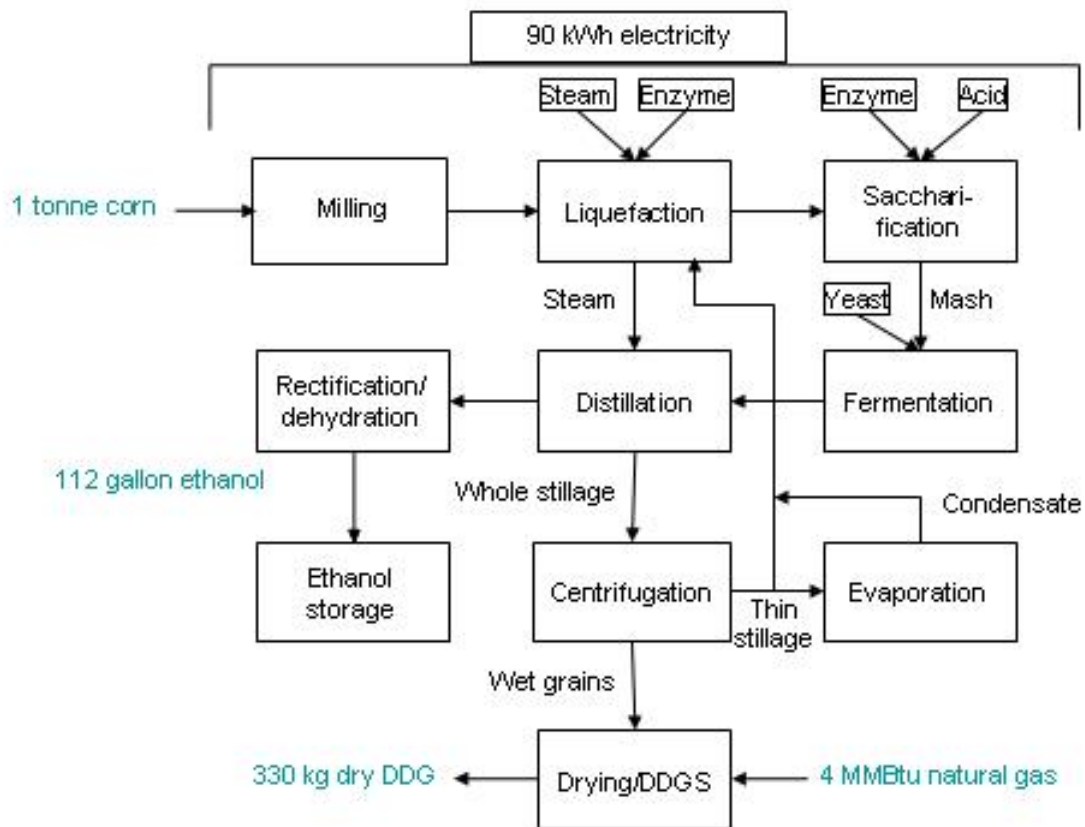 90 kWh electricity
Steam
Enzyme
Enzyme
Acid
1 tonne corn
Milling
Liquefaction
Sacchari-
fication
Steam
Yeast
Mash
Rectification/
dehydration
Distillation
Fermentation
112 gallon ethanol
Whole stillage
Condensate
Ethanol
storage
Centrifugation
Evaporation
Thin
stillage
Wet grains
330 kg dry DDG
Drying/DDGS
4 MMBtu natural gas